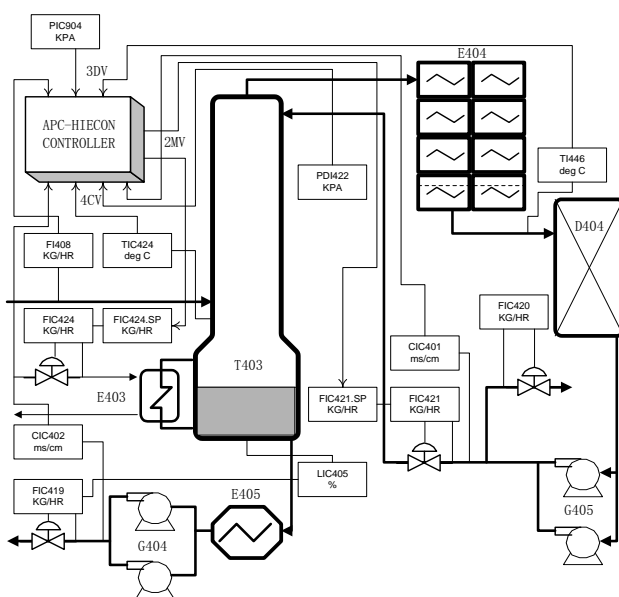 PIC904
KPA
E404
3DV
APC-HIECON
CONTROLLER
2MV
4CV
PDI422
KPA
TI446
deg C
D404
FI408
KG/HR
TIC424
deg C
FIC424
KG/HR
FIC424.SP
KG/HR
FIC420
KG/HR
CIC401
ms/cm
T403
E403
FIC421.SP
KG/HR
FIC421
KG/HR
CIC402
ms/cm
LIC405
%
FIC419
KG/HR
E405
G404
G405